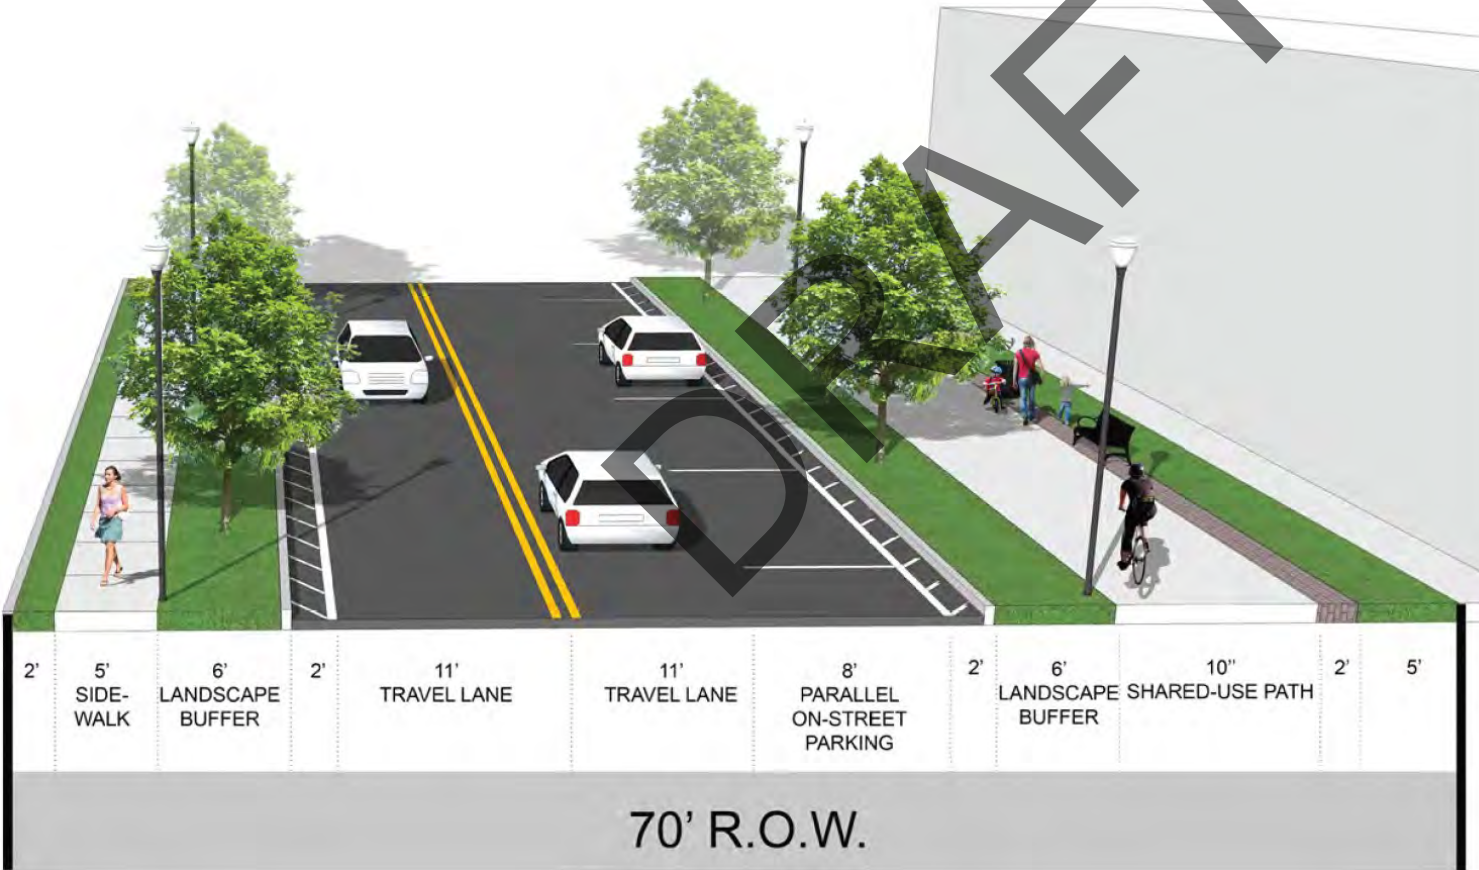 DRAFT
2'
5'
SIDE-
WALK
6'
LANDSCAPE
BUFFER
2'
11'
TRAVEL LANE
11'
TRAVEL LANE
8'
PARALLEL
ON-STREET
PARKING
2'
6'
LANDSCAPE
BUFFER
10''
SHARED-USE PATH
2'
5'
70' R.O.W.